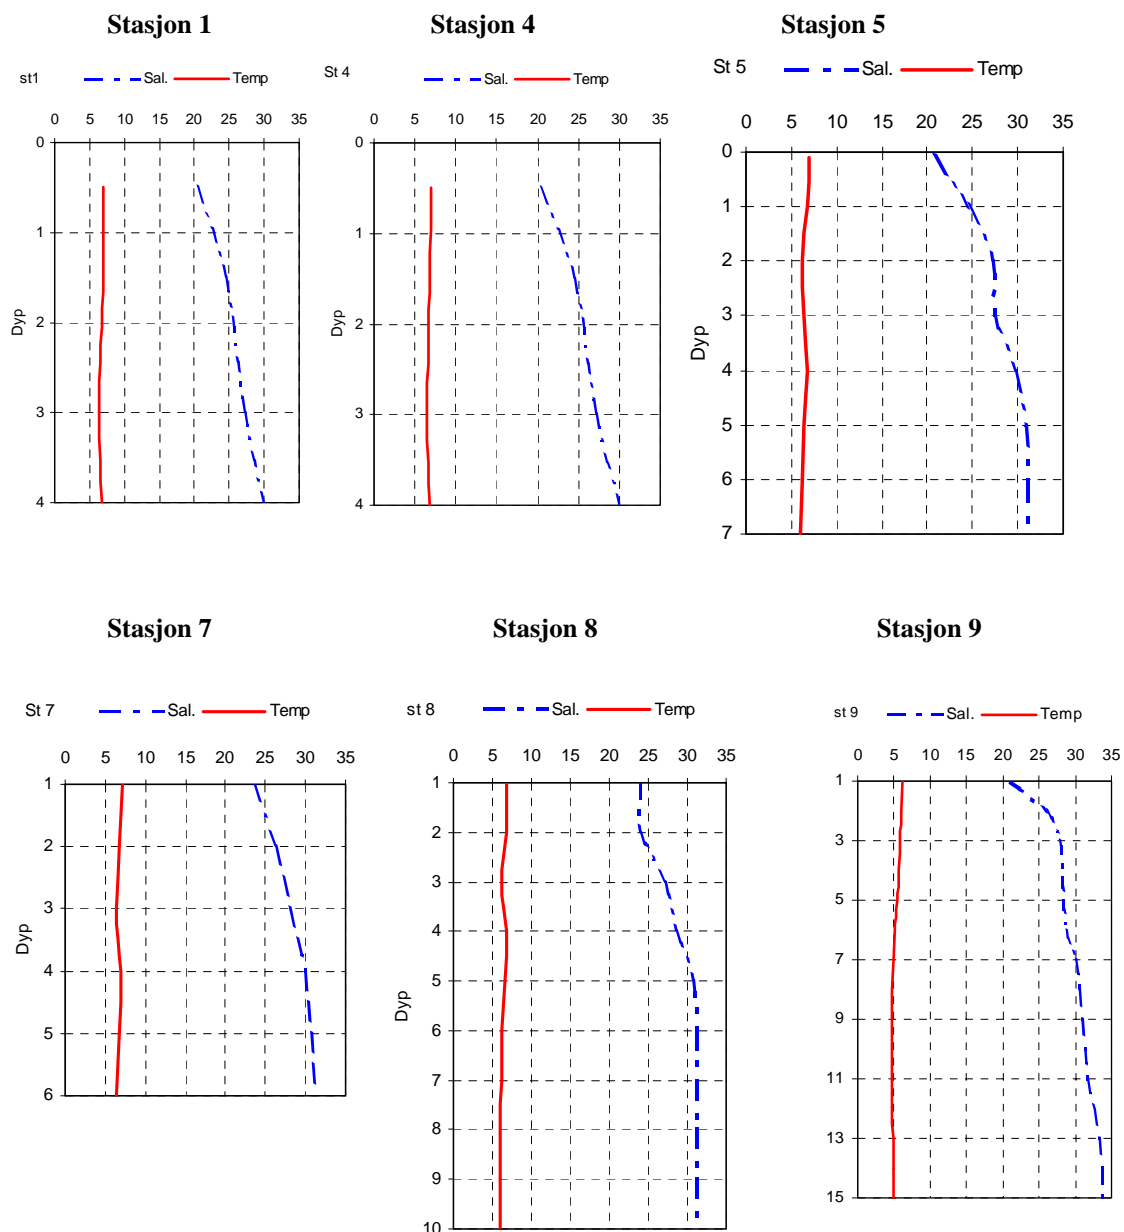 Stasjon 1
st1 Sal. Temp
0 5 10 15 20 25 30 35
0
1
2
3
4
Dyp
Stasjon 4
St 4 Sal. Temp
0 5 10 15 20 25 30 35
0
1
2
3
4
Dyp
Stasjon 5
St 5 Sal. Temp
0 5 10 15 20 25 30 35
0
1
2
3
4
5
6
7
Dyp
Stasjon 7
St 7 Sal. Temp
0 5 10 15 20 25 30 35
1
2
3
4
5
6
Dyp
Stasjon 8
st 8 Sal. Temp
0 5 10 15 20 25 30 35
1
2
3
4
5
6
7
8
9
10
Dyp
Stasjon 9
st 9 Sal. Temp
0 5 10 15 20 25 30 35
1
3
5
7
9
11
13
15